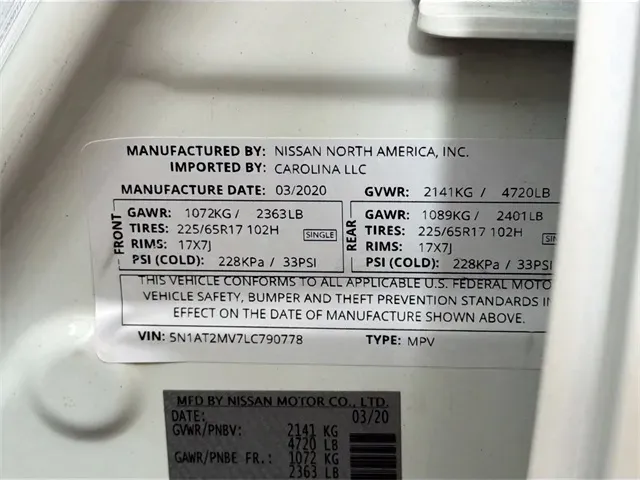 MANUFACTURED BY: NISSAN NORTH AMERICA, INC.
IMPORTED BY: CAROLINA LLC
MANUFACTURE DATE: 03/2020 GVWR: 2141KG / 4720LB
FRONT
GAWR: 1072KG / 2363LB
TIRES: 225/65R17 102H SINGLE
RIMS: 17X7J
PSI (COLD): 228KPa / 33PSI
REAR
GAWR: 1089KG / 2401LB
TIRES: 225/65R17 102H
RIMS: 17X7J
PSI (COLD): 228KPa / 33PSI
THIS VEHICLE CONFORMS TO ALL APPLICABLE U.S. FEDERAL
VEHICLE SAFETY, BUMPER AND THEFT PREVENTION STANDARDS
EFFECT ON THE DATE OF MANUFACTURE SHOWN ABOVE.
VIN: 5N1AT2MV7LC790778 TYPE: MPV
MFD BY NISSAN MOTOR CO., LTD.
DATE: 03/20
GVWR/PNBV: 2141 KG
4720 LB
GAWR/PNBE FR.: 1072 KG
2363 LB